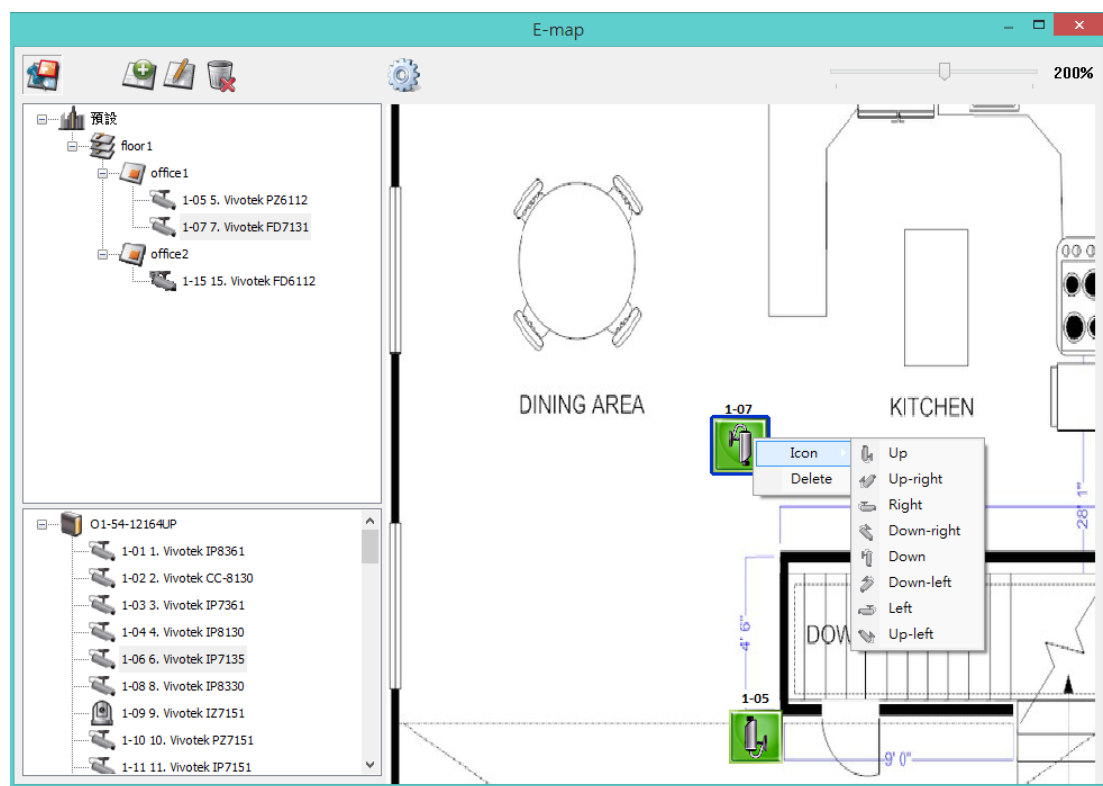 E-map
200%
預設
floor1
office1
1-05 5. Vivotek PZ6112
1-07 7. Vivotek FD7131
office2
1-15 15. Vivotek FD6112
O1-54-12164UP
1-01 1. Vivotek IP8361
1-02 2. Vivotek CC-8130
1-03 3. Vivotek IP7361
1-04 4. Vivotek IP8130
1-06 6. Vivotek IP7135
1-08 8. Vivotek IP8330
1-09 9. Vivotek IZ7151
1-10 10. Vivotek PZ7151
1-11 11. Vivotek IP7151
DINING AREA
KITCHEN
1-07
Icon
Delete
Up
Up-right
Right
Down-right
Down
Down-left
Left
Up-left
28' 1"
4' 6"
DOW
1-05
9' 0"